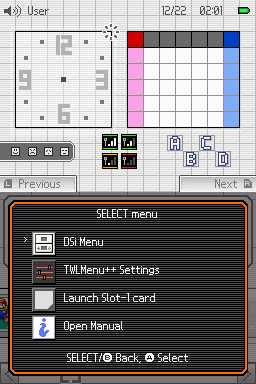 User 12/22 02:01
12
9 3
6
A C
B D
L Previous Next R
SELECT menu
DSi Menu
TWLMenu++ Settings
Launch Slot-1 card
Open Manual
SELECT/B Back, A Select